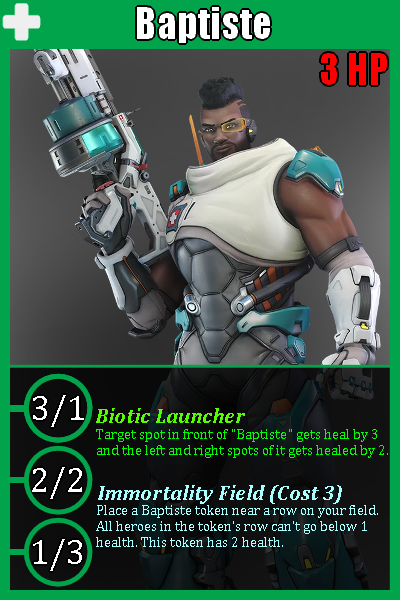 Baptiste
3 HP
3/1
Biotic Launcher
Target spot in front of "Baptiste" gets heal by 3
and the left and right spots of it gets healed by 2.
2/2
Immortality Field (Cost 3)
Place a Baptiste token near a row on your field.
All heroes in the token's row can't go below 1
health. This token has 2 health.
1/3